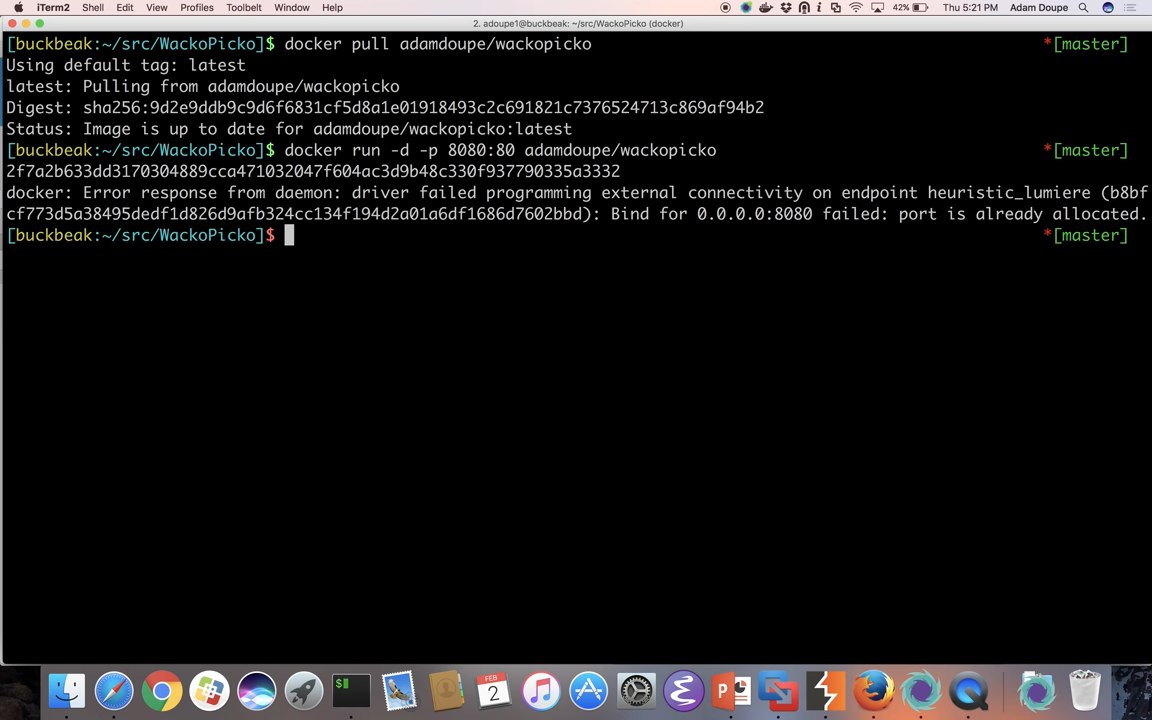 iTerm2 Shell Edit View Profiles Toolbelt Window Help 42% Thu 5:21 PM Adam Doupe
2. adoupe1@buckbeak: ~/src/WackoPicko (docker)
[buckbeak:~/src/WackoPicko]$ docker pull adamdoupe/wackopicko *[master]
Using default tag: latest
latest: Pulling from adamdoupe/wackopicko
Digest: sha256:9d2e9ddb9c9d6f6831cf5d8a1e01918493c2c691821c7376524713c869af94b2
Status: Image is up to date for adamdoupe/wackopicko:latest
[buckbeak:~/src/WackoPicko]$ docker run -d -p 8080:80 adamdoupe/wackopicko *[master]
2f7a2b633dd3170304889cca471032047f604ac3d9b48c330f937790335a3332
docker: Error response from daemon: driver failed programming external connectivity on endpoint heuristic_lumiere (b8bf
cf773d5a38495dedf1d826d9afb324cc134f194d2a01a6df1686d7602bbd): Bind for 0.0.0.0:8080 failed: port is already allocated.
[buckbeak:~/src/WackoPicko]$ *[master]
$
FEB
2
P